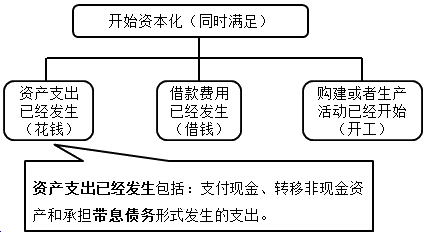 开始资本化（同时满足）
资产支出
已经发生
（花钱）
借款费用
已经发生
（借钱）
购建或者生产
活动已经开始
（开工）
资产支出已经发生包括：支付现金、转移非现金资
产和承担带息债务形式发生的支出。